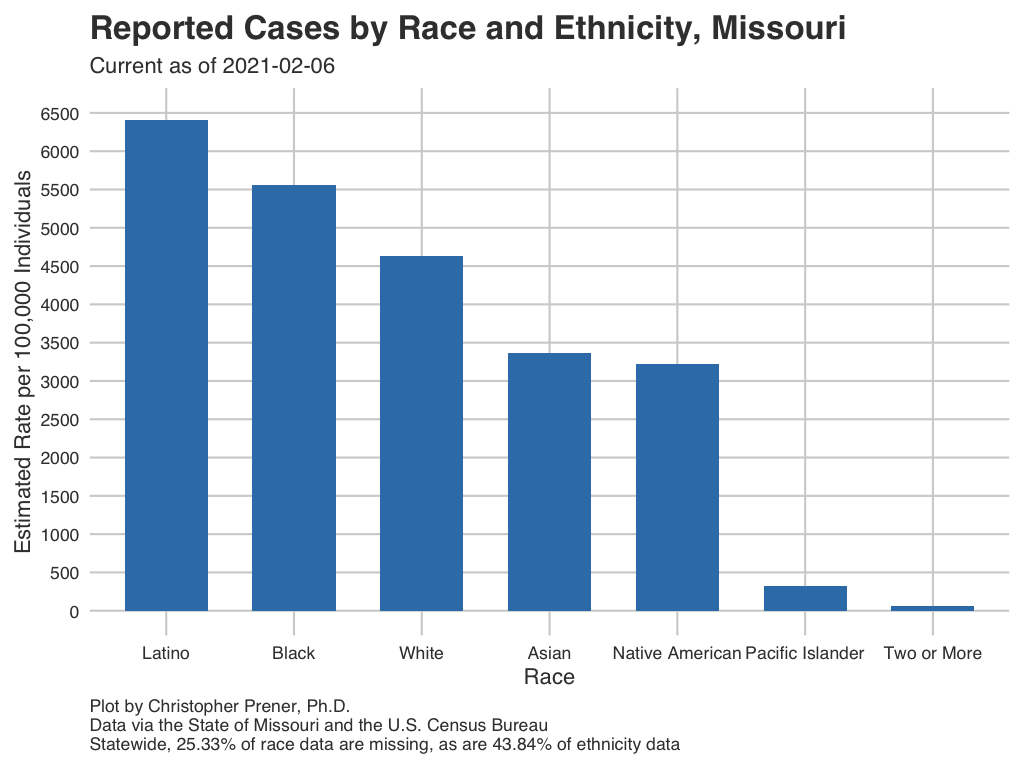 Reported Cases by Race and Ethnicity, Missouri
Current as of 2021-02-06
Estimated Rate per 100,000 Individuals
6500
6000
5500
5000
4500
4000
3500
3000
2500
2000
1500
1000
500
0
Latino Black White Asian Native American Pacific Islander Two or More
Race
Plot by Christopher Prener, Ph.D.
Data via the State of Missouri and the U.S. Census Bureau
Statewide, 25.33% of race data are missing, as are 43.84% of ethnicity data